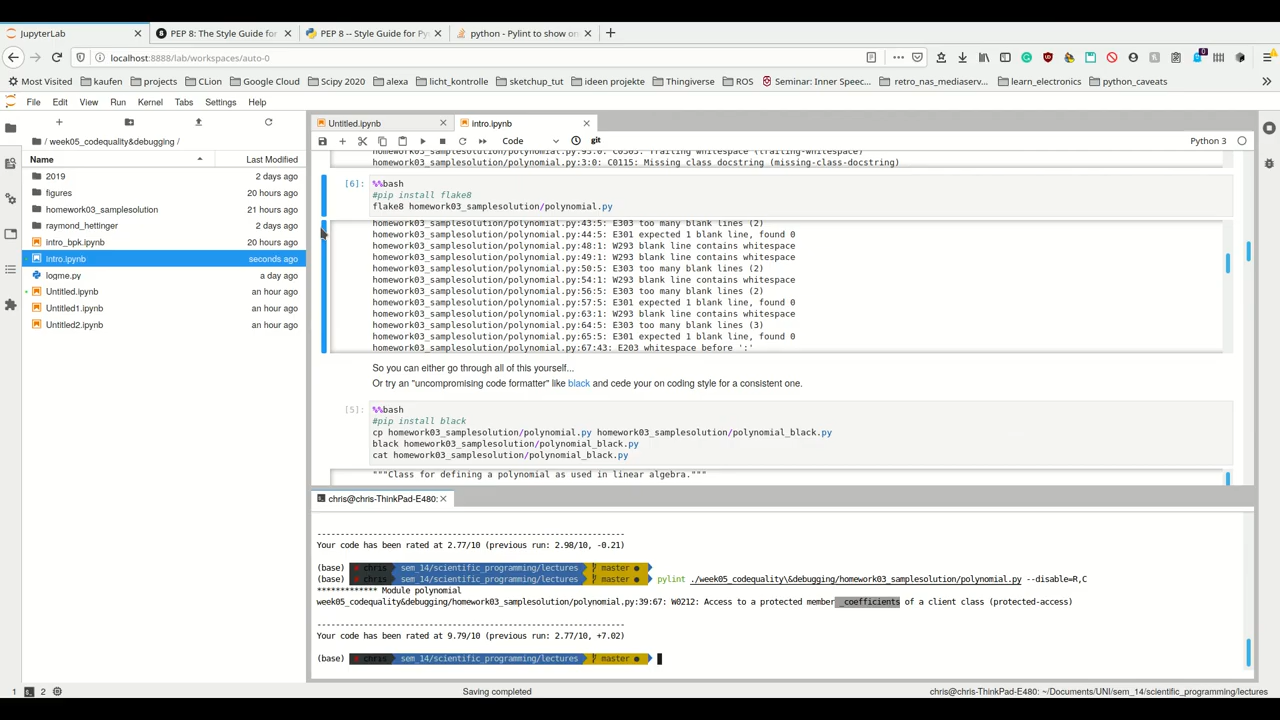 JupyterLab
PEP 8: The Style Guide for
PEP 8 -- Style Guide for Py
python - Pylint to show on
localhost:8888/lab/workspaces/auto-0
Most Visited kaufen projects CLion Google Cloud Scipy 2020 alexa licht_kontrolle sketchup_tut ideen projekte Thingiverse ROS Seminar: Inner Speec... retro_nas_mediaserv... learn_electronics python_caveats
File Edit View Run Kernel Tabs Settings Help
/ week05_codequality&debugging /
Name Last Modified
2019 2 days ago
figures 20 hours ago
homework03_samplesolution 21 hours ago
raymond_hettinger 2 days ago
intro_bpk.ipynb 20 hours ago
intro.ipynb seconds ago
logme.py a day ago
Untitled.ipynb an hour ago
Untitled1.ipynb an hour ago
Untitled2.ipynb an hour ago
Untitled.ipynb intro.ipynb
Code git Python 3
homework03_samplesolution/polynomial.py:93:0: C0303: Trailing whitespace (trailing-whitespace)
homework03_samplesolution/polynomial.py:3:0: C0115: Missing class docstring (missing-class-docstring)
[6]: %%bash
#pip install flake8
flake8 homework03_samplesolution/polynomial.py
homework03_samplesolution/polynomial.py:43:5: E303 too many blank lines (2)
homework03_samplesolution/polynomial.py:44:5: E301 expected 1 blank line, found 0
homework03_samplesolution/polynomial.py:48:1: W293 blank line contains whitespace
homework03_samplesolution/polynomial.py:49:1: W293 blank line contains whitespace
homework03_samplesolution/polynomial.py:50:5: E303 too many blank lines (2)
homework03_samplesolution/polynomial.py:54:1: W293 blank line contains whitespace
homework03_samplesolution/polynomial.py:56:5: E303 too many blank lines (2)
homework03_samplesolution/polynomial.py:57:5: E301 expected 1 blank line, found 0
homework03_samplesolution/polynomial.py:63:1: W293 blank line contains whitespace
homework03_samplesolution/polynomial.py:64:5: E303 too many blank lines (3)
homework03_samplesolution/polynomial.py:65:5: E301 expected 1 blank line, found 0
homework03_samplesolution/polynomial.py:67:43: E203 whitespace before ':'
So you can either go through all of this yourself...
Or try an "uncompromising code formatter" like black and cede your on coding style for a consistent one.
[5]: %%bash
#pip install black
cp homework03_samplesolution/polynomial.py homework03_samplesolution/polynomial_black.py
black homework03_samplesolution/polynomial_black.py
cat homework03_samplesolution/polynomial_black.py
"""Class for defining a polynomial as used in linear algebra."""
chris@chris-ThinkPad-E480:
------------------------------------------------------------------
Your code has been rated at 2.77/10 (previous run: 2.98/10, -0.21)
(base) chris sem_14/scientific_programming/lectures master ●
(base) chris sem_14/scientific_programming/lectures master ● pylint ./week05_codequality\&debugging/homework03_samplesolution/polynomial.py --disable=R,C
************* Module polynomial
week05_codequality&debugging/homework03_samplesolution/polynomial.py:39:67: W0212: Access to a protected member _coefficients of a client class (protected-access)
------------------------------------------------------------------
Your code has been rated at 9.79/10 (previous run: 2.77/10, +7.02)
(base) chris sem_14/scientific_programming/lectures master ●
1 2 Saving completed chris@chris-ThinkPad-E480: ~/Documents/UNI/sem_14/scientific_programming/lectures